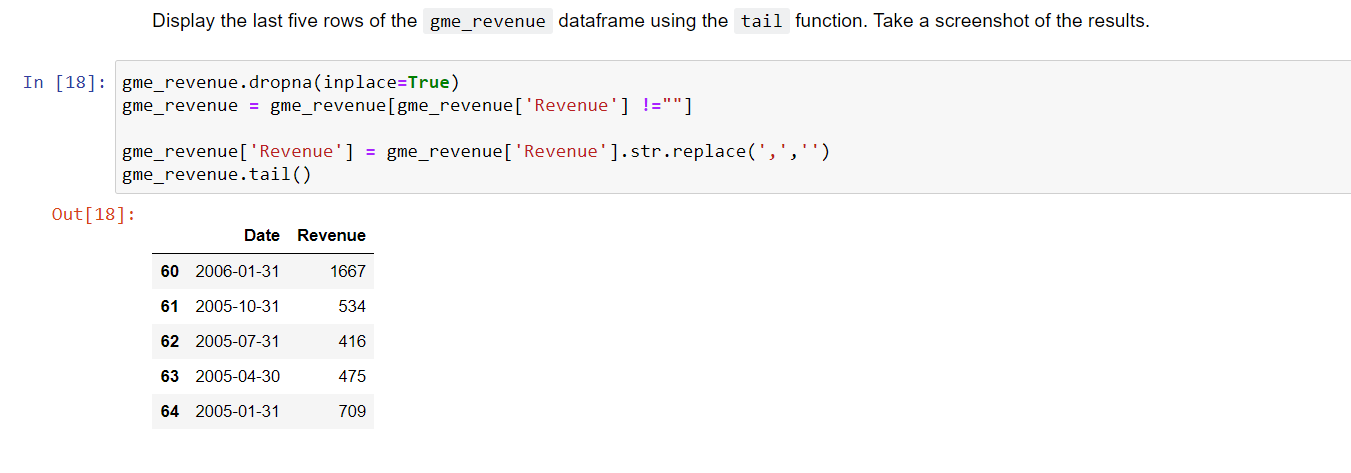 Display the last five rows of the gme_revenue dataframe using the tail function. Take a screenshot of the results.
In [18]: gme_revenue.dropna(inplace=True)
gme_revenue = gme_revenue[gme_revenue['Revenue'] !=""]
gme_revenue['Revenue'] = gme_revenue['Revenue'].str.replace(',','')
gme_revenue.tail()
Out[18]:
Date Revenue
60 2006-01-31 1667
61 2005-10-31 534
62 2005-07-31 416
63 2005-04-30 475
64 2005-01-31 709